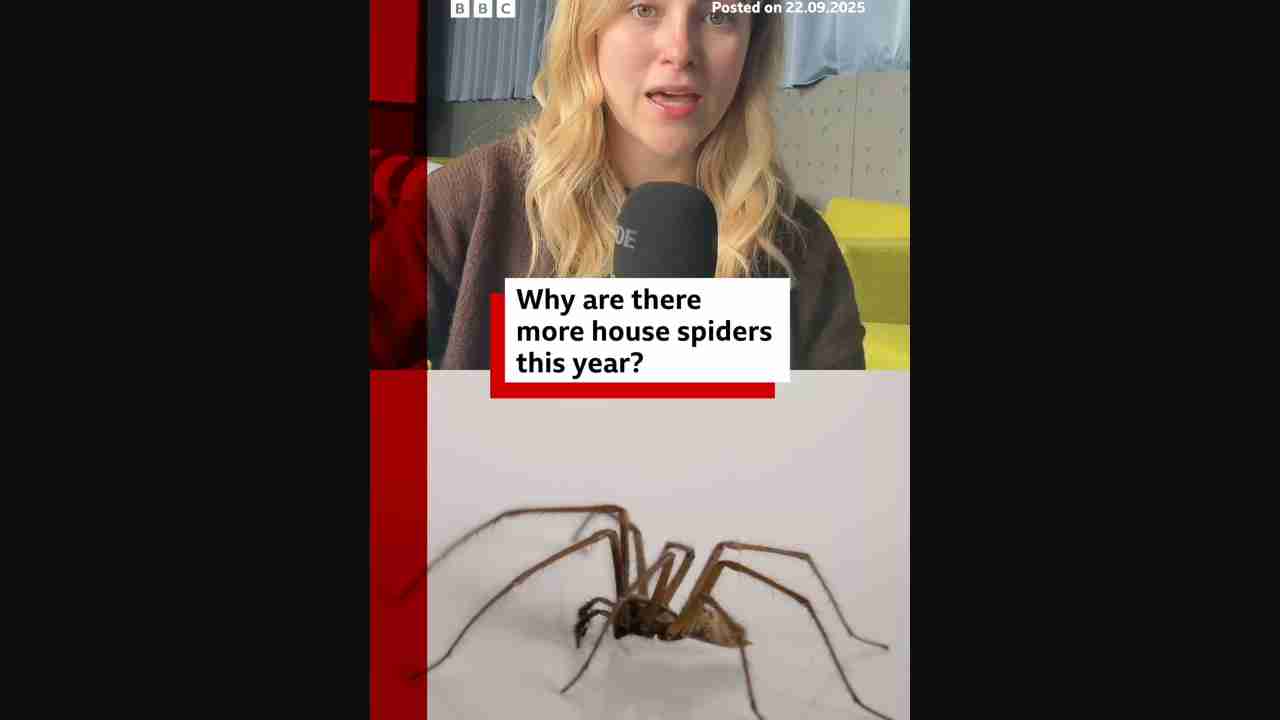 BBC
Posted on 22.09.2025
Why are there
more house spiders
this year?